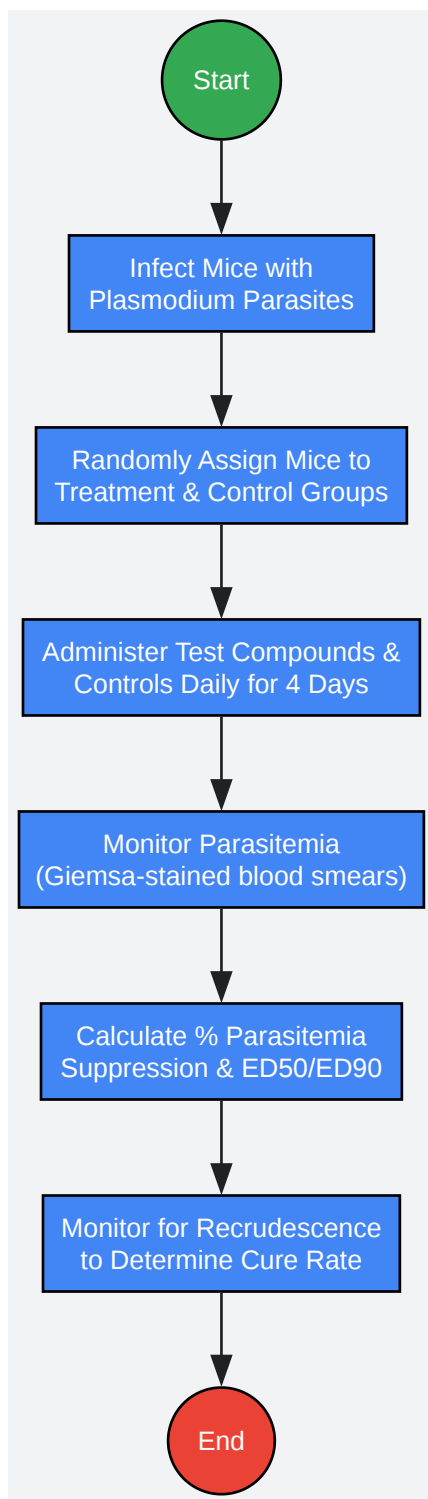 Start
Infect Mice with
Plasmodium Parasites
Randomly Assign Mice to
Treatment & Control Groups
Administer Test Compounds &
Controls Daily for 4 Days
Monitor Parasitemia
(Giemsa-stained blood smears)
Calculate % Parasitemia
Suppression & ED50/ED90
Monitor for Recrudescence
to Determine Cure Rate
End